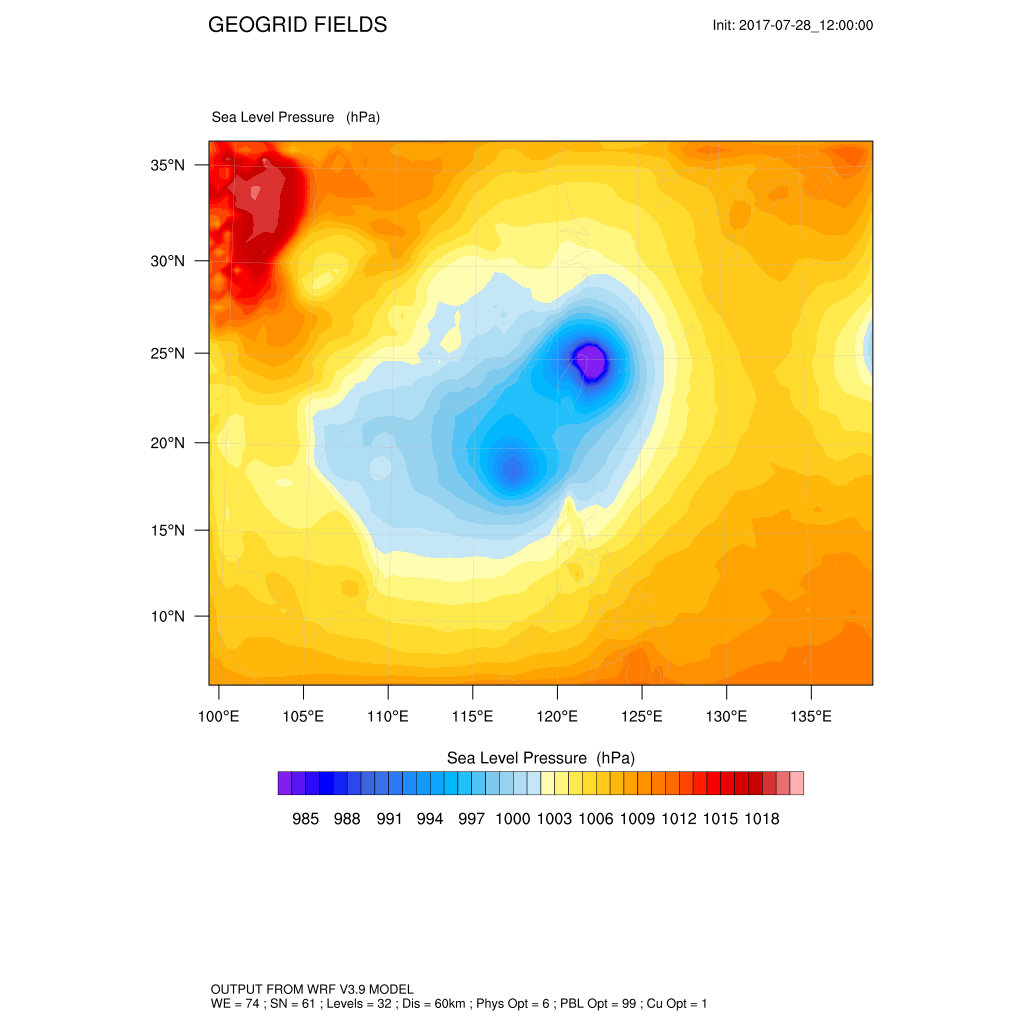 GEOGRID FIELDS
Init: 2017-07-28_12:00:00
Sea Level Pressure (hPa)
35°N
30°N
25°N
20°N
15°N
10°N
100°E 105°E 110°E 115°E 120°E 125°E 130°E 135°E
Sea Level Pressure (hPa)
985 988 991 994 997 1000 1003 1006 1009 1012 1015 1018
OUTPUT FROM WRF V3.9 MODEL
WE = 74 ; SN = 61 ; Levels = 32 ; Dis = 60km ; Phys Opt = 6 ; PBL Opt = 99 ; Cu Opt = 1